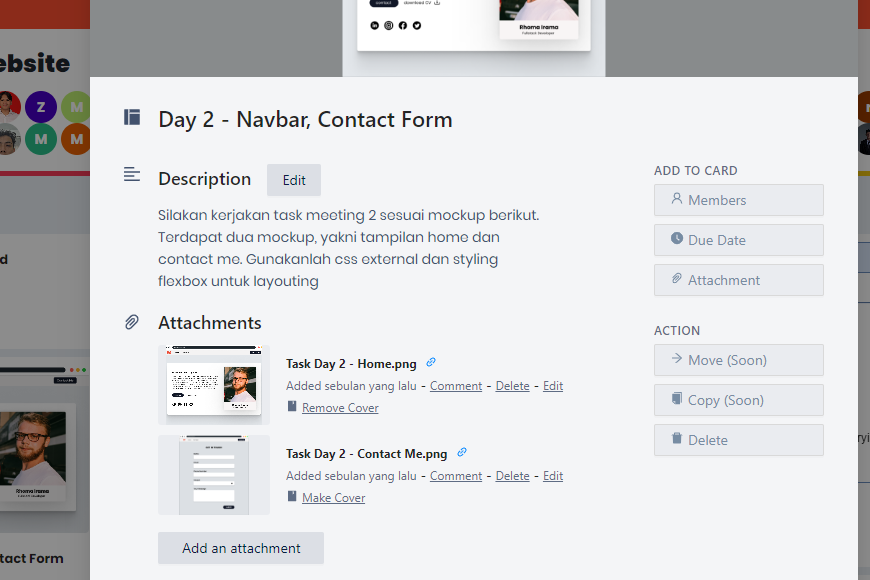 contact
download CV
Rhoma Irama
Fullstack Developer
ebsite
Z
M
M
M
Day 2 - Navbar, Contact Form
Description
Edit
Silakan kerjakan task meeting 2 sesuai mockup berikut.
Terdapat dua mockup, yakni tampilan home dan
contact me. Gunakanlah css external dan styling
flexbox untuk layouting
Attachments
Task Day 2 - Home.png
Added sebulan yang lalu - Comment - Delete - Edit
Remove Cover
Task Day 2 - Contact Me.png
Added sebulan yang lalu - Comment - Delete - Edit
Make Cover
Add an attachment
ADD TO CARD
Members
Due Date
Attachment
ACTION
Move (Soon)
Copy (Soon)
Delete
d
Rhoma Irama
tact Form